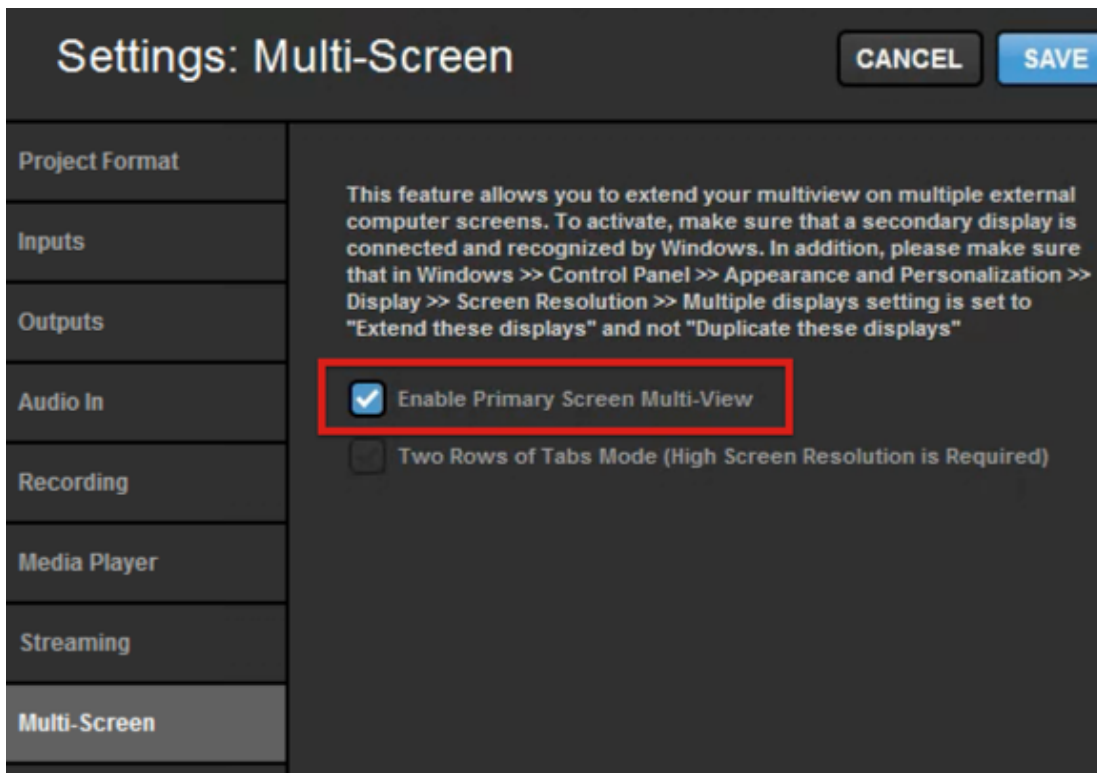 Settings: Multi-Screen
CANCEL
SAVE
Project Format
Inputs
Outputs
Audio In
Recording
Media Player
Streaming
Multi-Screen
This feature allows you to extend your multiview on multiple external
computer screens. To activate, make sure that a secondary display is
connected and recognized by Windows. In addition, please make sure
that in Windows >> Control Panel >> Appearance and Personalization >>
Display >> Screen Resolution >> Multiple displays setting is set to
"Extend these displays" and not "Duplicate these displays"
Enable Primary Screen Multi-View
Two Rows of Tabs Mode (High Screen Resolution is Required)